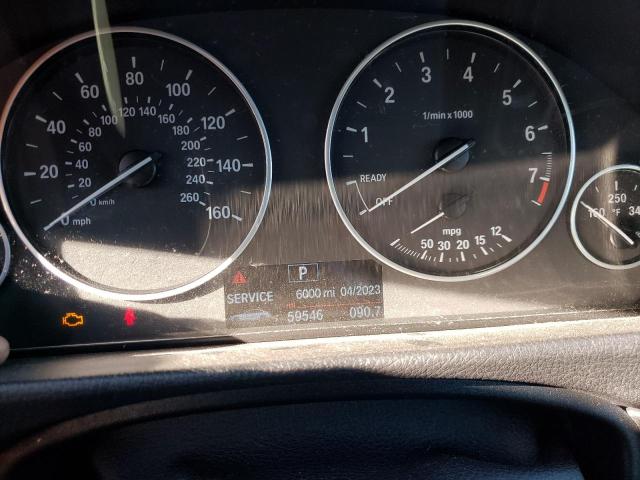 0 20 40 60 80 100 120 140 160
mph
0 20 40 60 80 100 120 140 160 180 200 220 240 260
km/h
1 2 3 4 5 6 7
1/min x 1000
READY
OFF
50 30 20 15 12
mpg
160 250 34
°F
P
SERVICE 6000 mi 04/2023
59546 090.7